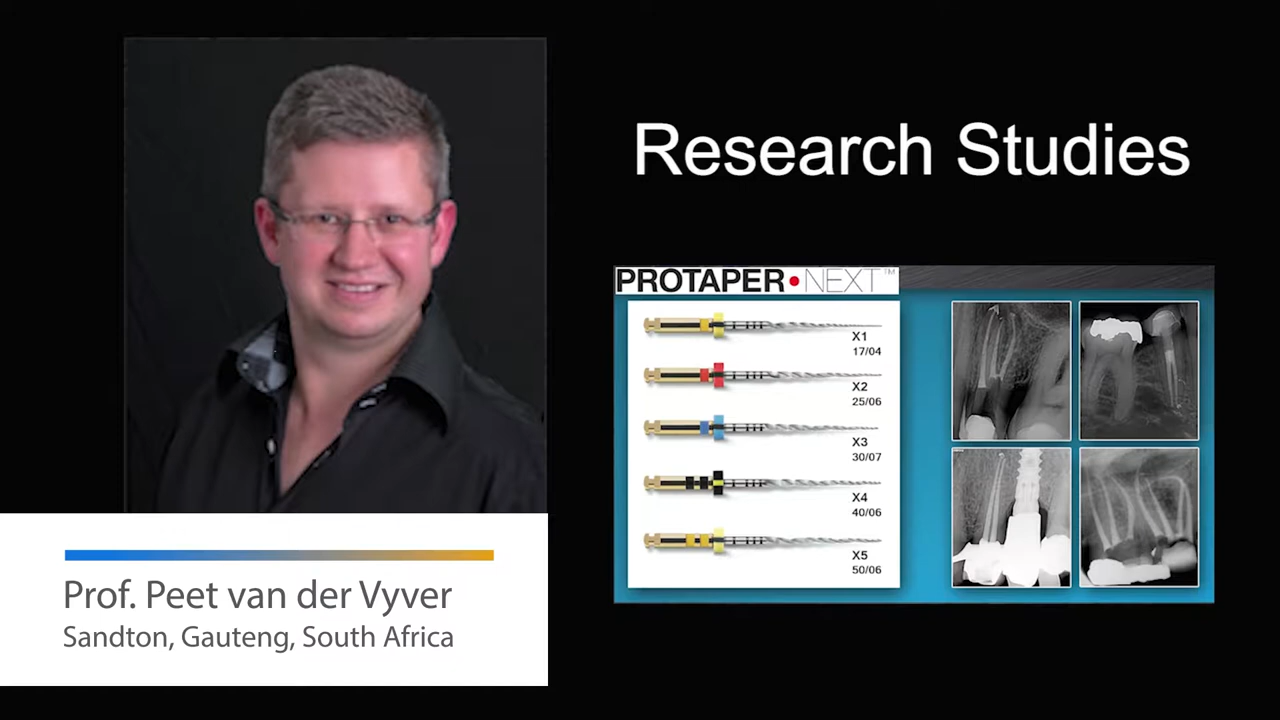 Research Studies
PROTAPER•NEXT™
X1
17/04
X2
25/06
X3
30/07
X4
40/06
X5
50/06
Prof. Peet van der Vyver
Sandton, Gauteng, South Africa